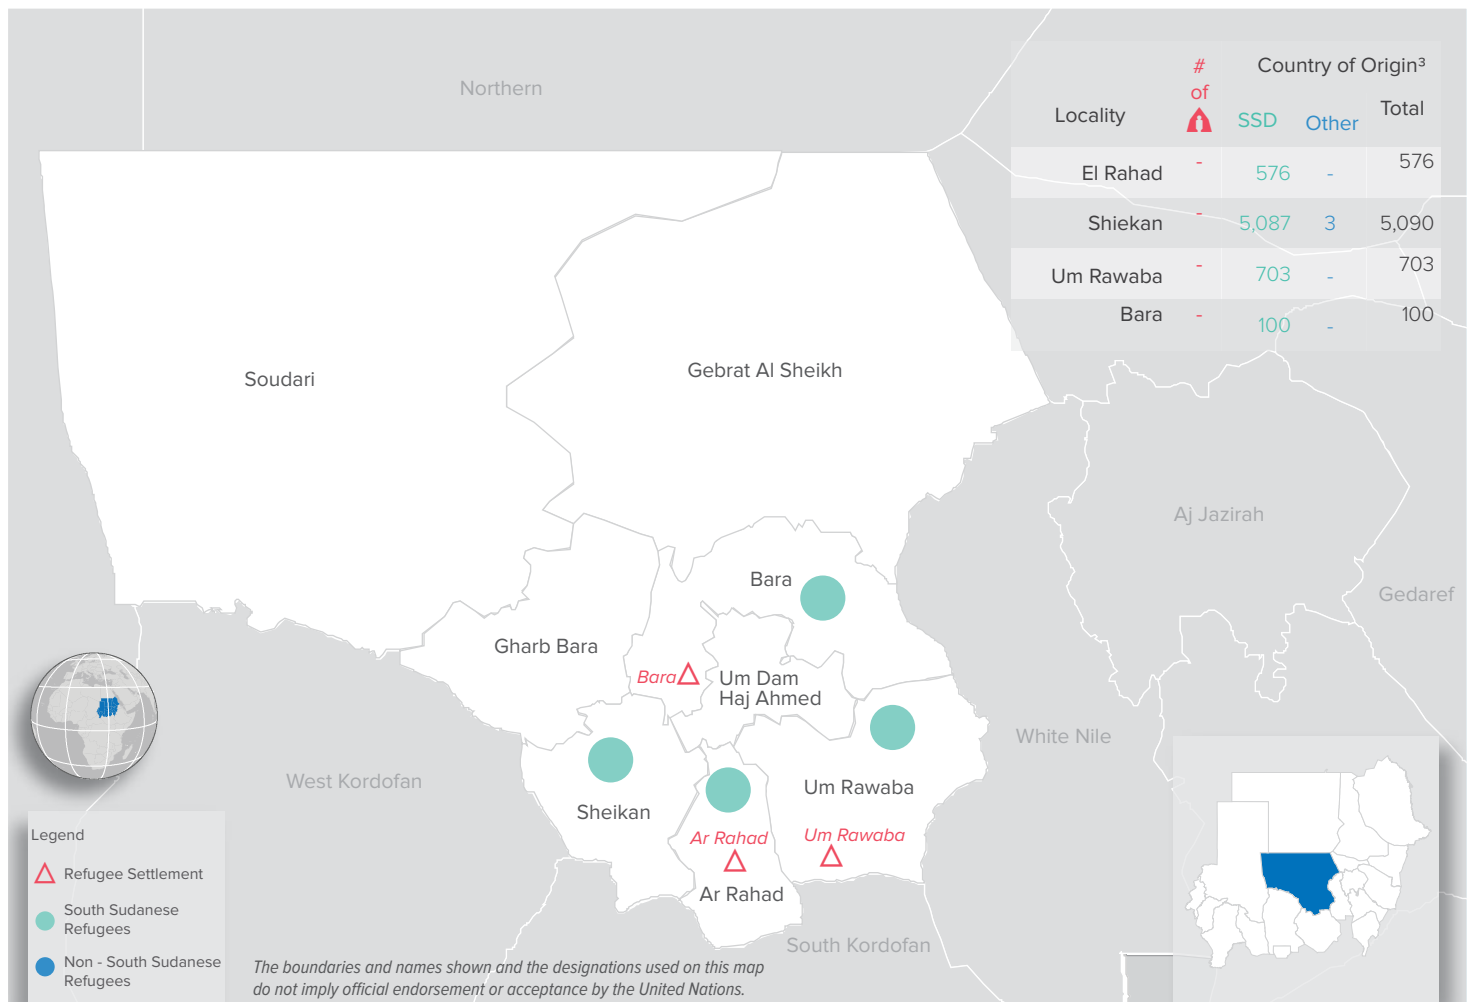 Northern
#
of
Country of Origin³
Locality
SSD
Other
Total
El Rahad - 576 - 576
Shiekan - 5,087 3 5,090
Um Rawaba - 703 - 703
Bara - 100 - 100
Soudari
Gebrat Al Sheikh
Aj Jazirah
Gedaref
Bara
Gharb Bara
Bara
Um Dam
Haj Ahmed
White Nile
West Kordofan
Sheikan
Um Rawaba
Ar Rahad
Um Rawaba
Ar Rahad
South Kordofan
Legend
Refugee Settlement
South Sudanese
Refugees
Non - South Sudanese
Refugees
The boundaries and names shown and the designations used on this map
do not imply official endorsement or acceptance by the United Nations.